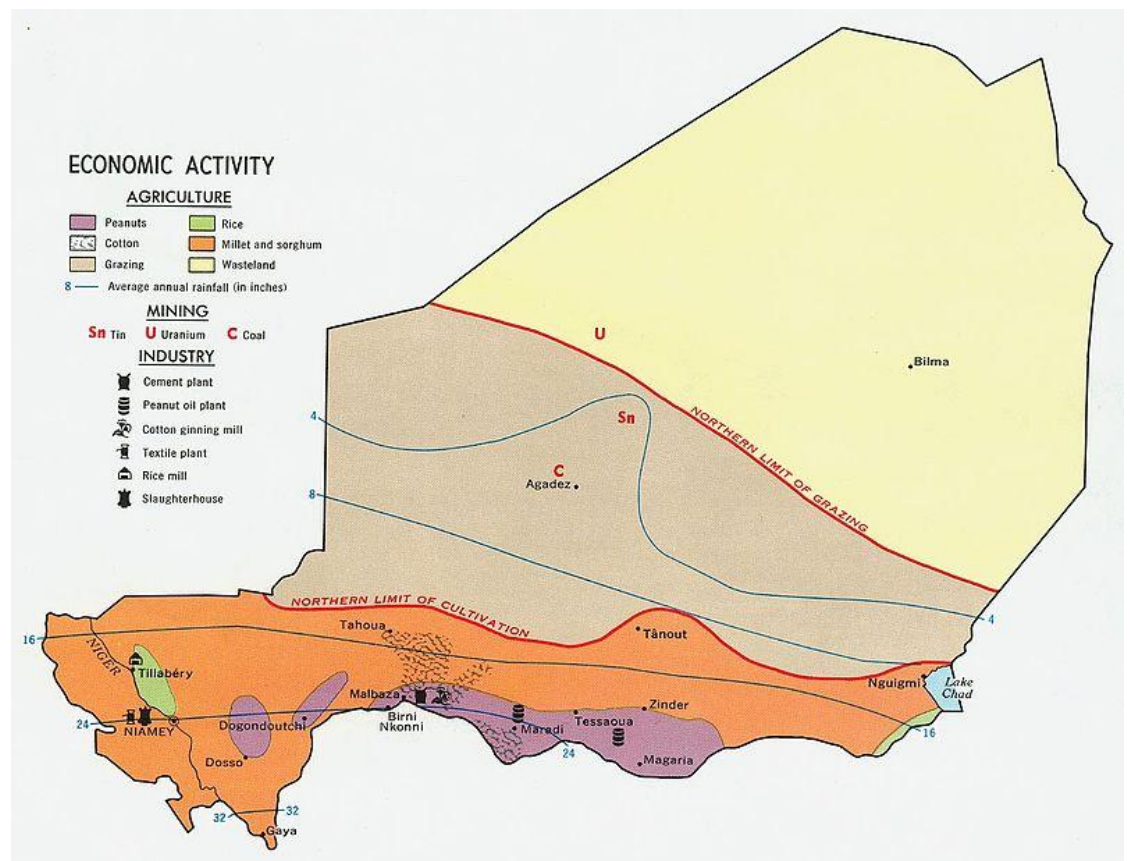 ECONOMIC ACTIVITY
AGRICULTURE
Peanuts
Rice
Cotton
Millet and sorghum
Grazing
Wasteland
8 Average annual rainfall (in inches)
MINING
Sn Tin U Uranium C Coal
INDUSTRY
Cement plant
Peanut oil plant
Cotton ginning mill
Textile plant
Rice mill
Slaughterhouse
U
Bilma
4
Sn
NORTHERN LIMIT OF GRAZING
C
Agadez
8
NORTHERN LIMIT OF CULTIVATION
4
Tahoua
Tânout
16
NIGER
Tillabéry
Nguigmi
Lake
Chad
Malbaza
Zinder
Birni
Nkonni
24
NIAMEY
Dogondoutchi
Maradi
Tessaoua
16
24
Dosso
Magaria
32
32
Gaya